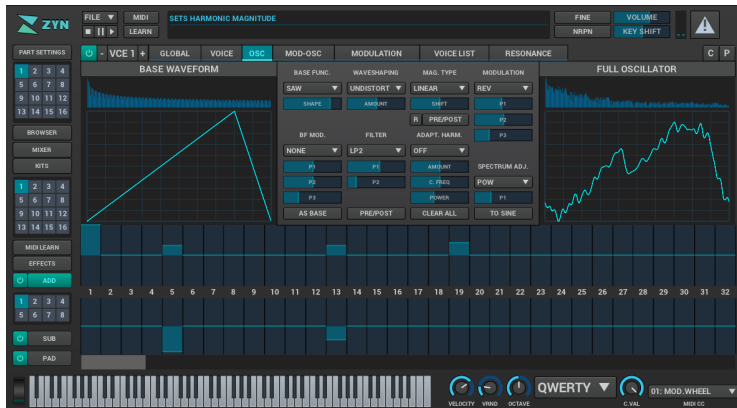 ZYN
FILE ▼ MIDI LEARN
SETS HARMONIC MAGNITUDE
FINE VOLUME
NRPN KEY SHIFT
PART SETTINGS
- VCE 1 + GLOBAL VOICE OSC MOD-OSC MODULATION VOICE LIST RESONANCE C P
1 2 3 4
5 6 7 8
9 10 11 12
13 14 15 16
BASE WAVEFORM
BASE FUNC. WAVESHAPING MAG. TYPE MODULATION
FULL OSCILLATOR
SAW ▼ UNDISTORT ▼ LINEAR ▼ REV ▼
SHAPE AMOUNT SHIFT P1
R PRE/POST P2
BF MOD. FILTER ADAPT. HARM. P3
NONE ▼ LP2 ▼ OFF ▼
P1 P1 AMOUNT SPECTRUM ADJ.
P2 P2 C. FREQ POW ▼
P3 POWER P1
AS BASE PRE/POST CLEAR ALL TO SINE
BROWSER
MIXER
KITS
1 2 3 4
5 6 7 8
9 10 11 12
13 14 15 16
MIDI LEARN
EFFECTS
ADD
1 2 3 4 5 6 7 8 9 10 11 12 13 14 15 16 17 18 19 20 21 22 23 24 25 26 27 28 29 30 31 32
1 2 3 4
5 6 7 8
SUB
PAD
VELOCITY VRND OCTAVE
QWERTY ▼
C.VAL
01: MOD.WHEEL ▼
MIDI CC